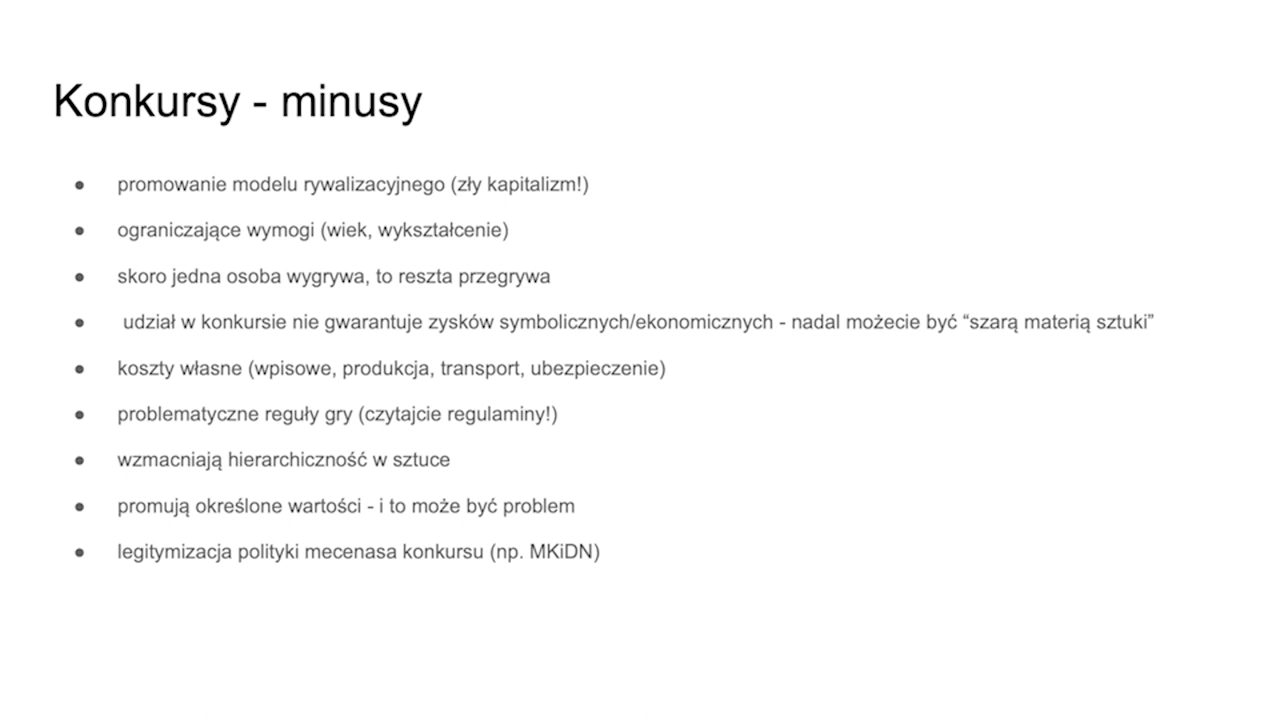 Konkursy - minusy
● promowanie modelu rywalizacyjnego (zły kapitalizm!)
● ograniczające wymogi (wiek, wykształcenie)
● skoro jedna osoba wygrywa, to reszta przegrywa
● udział w konkursie nie gwarantuje zysków symbolicznych/ekonomicznych - nadal możecie być “szarą materią sztuki”
● koszty własne (wpisowe, produkcja, transport, ubezpieczenie)
● problematyczne reguły gry (czytajcie regulaminy!)
● wzmacniają hierarchiczność w sztuce
● promują określone wartości - i to może być problem
● legitymizacja polityki mecenasa konkursu (np. MKiDN)